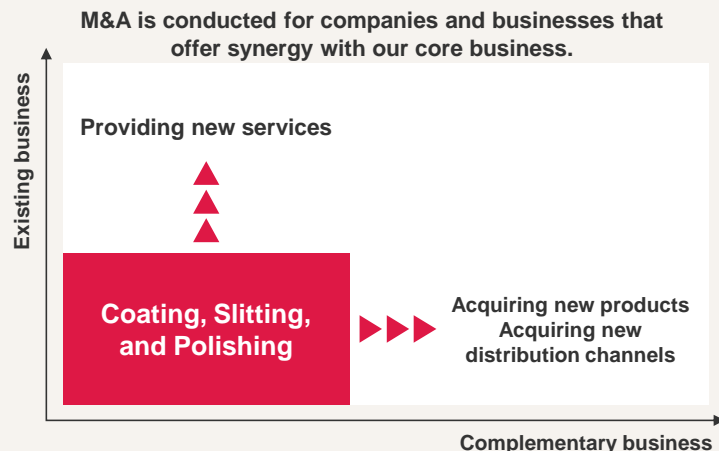 M&A is conducted for companies and businesses that
offer synergy with our core business.
Existing business
Providing new services
Coating, Slitting,
and Polishing
Acquiring new products
Acquiring new
distribution channels
Complementary business